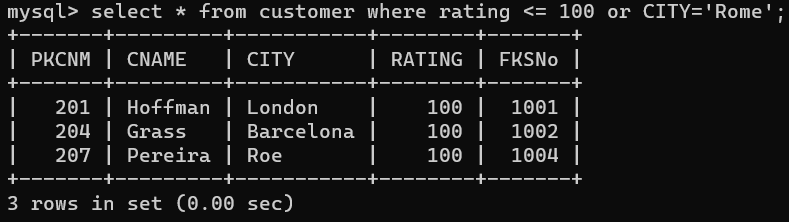 mysql> select * from customer where rating <= 100 or CITY='Rome';
+-------+---------+-----------+--------+-------+
| PKCNM | CNAME   | CITY      | RATING | FKSNo |
+-------+---------+-----------+--------+-------+
|   201 | Hoffman | London    |    100 |  1001 |
|   204 | Grass   | Barcelona |    100 |  1002 |
|   207 | Pereira | Roe       |    100 |  1004 |
+-------+---------+-----------+--------+-------+
3 rows in set (0.00 sec)